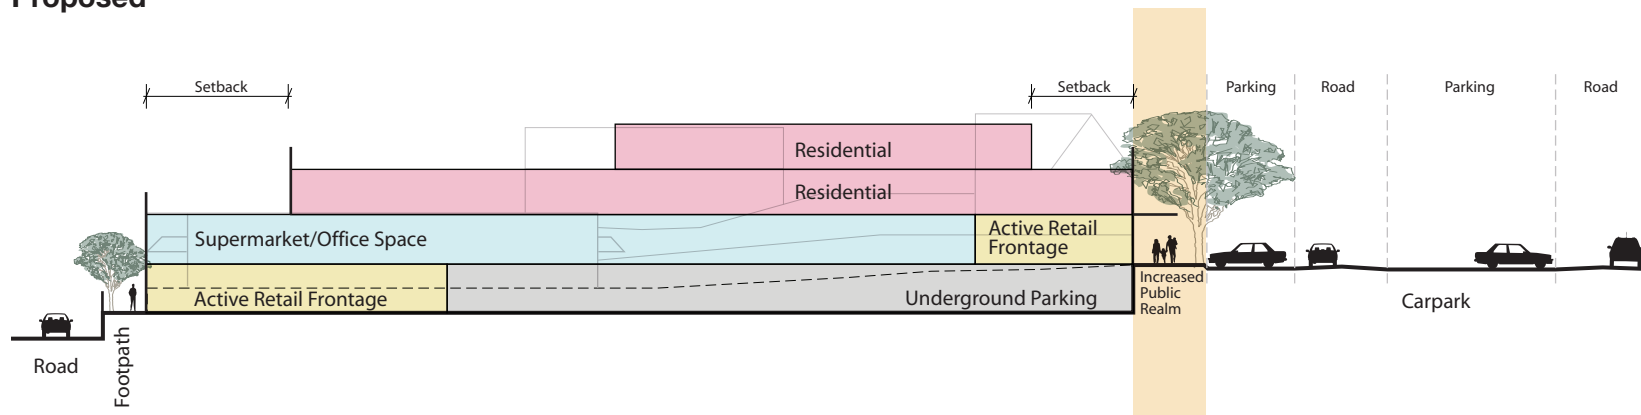 Proposed
Setback
Setback
Parking
Road
Parking
Road
Residential
Residential
Supermarket/Office Space
Active Retail
Frontage
Active Retail Frontage
Underground Parking
Increased
Public
Realm
Carpark
Road
Footpath